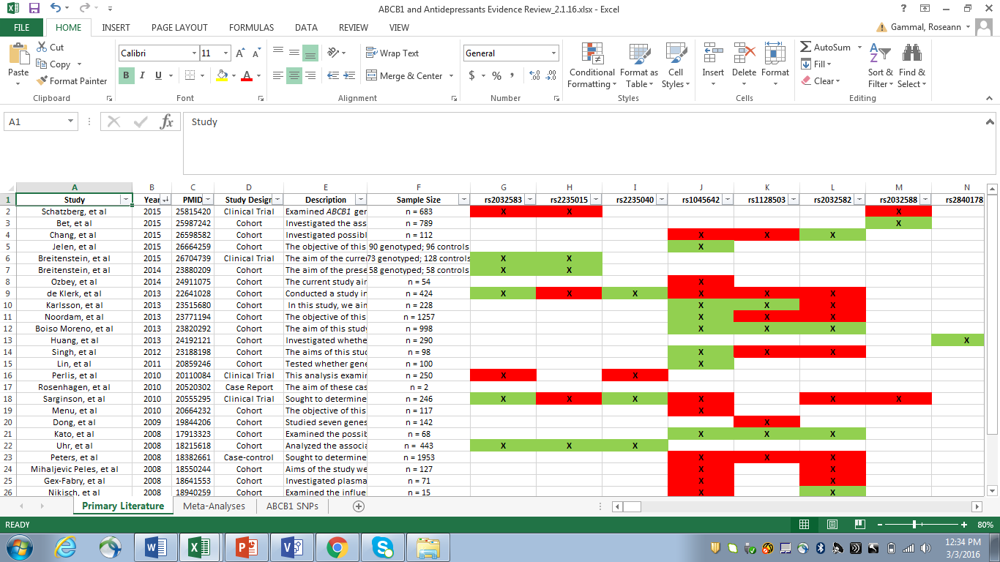 ABCB1 and Antidepressants Evidence Review_2.1.16.xlsx - Excel
FILE HOME INSERT PAGE LAYOUT FORMULAS DATA REVIEW VIEW Gammal, Roseann
Cut Calibri 11 Wrap Text General AutoSum
Copy Fill
Format Painter B I U Merge & Center $ % , Clear
Paste Conditional Formatting Format as Table Cell Styles Insert Delete Format Sort & Filter Find & Select
Clipboard Font Alignment Number Styles Cells Editing
A1 fx Study
A B C D E F G H I J K L M N
1 Study Year PMID Study Design Description Sample Size rs2032583 rs2235015 rs2235040 rs1045642 rs1128503 rs2032582 rs2032588 rs2840178
2 Schatzberg, et al 2015 25815420 Clinical Trial Examined ABCB1 gen n = 683 X X X
3 Bet, et al 2015 25987242 Cohort Investigated the ass n = 789 X
4 Chang, et al 2015 26598582 Cohort Investigated possibl n = 112 X X X
5 Jelen, et al 2015 26664259 Cohort The objective of this 90 genotyped; 96 controls X
6 Breitenstein, et al 2015 26704739 Clinical Trial The aim of the curre 73 genotyped; 128 controls X X
7 Breitenstein, et al 2014 23880209 Cohort The aim of the prese 58 genotyped; 58 controls X X
8 Ozbey, et al 2014 24911075 Cohort The current study ain n = 54 X
9 de Klerk, et al 2013 22641028 Cohort Conducted a study in n = 424 X X X X X X
10 Karlsson, et al 2013 23515680 Cohort In this study, we aim n = 228 X X X
11 Noordam, et al 2013 23771194 Cohort The objective of this n = 1257 X X X
12 Boiso Moreno, et al 2013 23820292 Cohort The aim of this study n = 998 X X X
13 Huang, et al 2013 24192121 Cohort Investigated whethe n = 290 X
14 Singh, et al 2012 23188198 Cohort The aims of this stud n = 98 X X X
15 Lin, et al 2011 20859246 Cohort Tested whether gene n = 100 X
16 Perlis, et al 2010 20110084 Clinical Trial This analysis examin n = 250 X X
17 Rosenhagen, et al 2010 20520302 Case Report The aim of these cas n = 2
18 Sarginson, et al 2010 20555295 Clinical Trial Sought to determine n = 246 X X X X X X
19 Menu, et al 2010 20664232 Cohort The objective of this n = 117 X
20 Dong, et al 2009 19844206 Cohort Studied seven genes n = 142 X
21 Kato, et al 2008 17913323 Cohort Examined the possib n = 68 X X X
22 Uhr, et al 2008 18215618 Cohort Analyzed the associa n = 443 X X X
23 Peters, et al 2008 18382661 Case-control Sought to determine n = 1953 X X X
24 Mihaljevic Peles, et al 2008 18550244 Cohort Aims of the study we n = 127 X X
25 Gex-Fabry, et al 2008 18641553 Cohort Investigated plasma n = 71 X X
26 Nikisch, et al 2008 18940259 Cohort Examined the influe n = 15 X X
Primary Literature Meta-Analyses ABCB1 SNPs
READY 80%
12:34 PM
3/3/2016